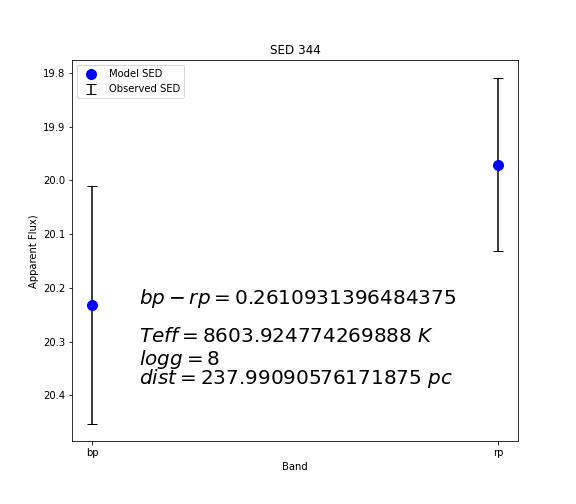 SED 344
Model SED
Observed SED
19.8
19.9
20.0
20.1
20.2
20.3
20.4
Apparent Flux)
bp − rp = 0.2610931396484375
Teff = 8603.924774269888 K
logg = 8
dist = 237.99090576171875 pc
bp
rp
Band